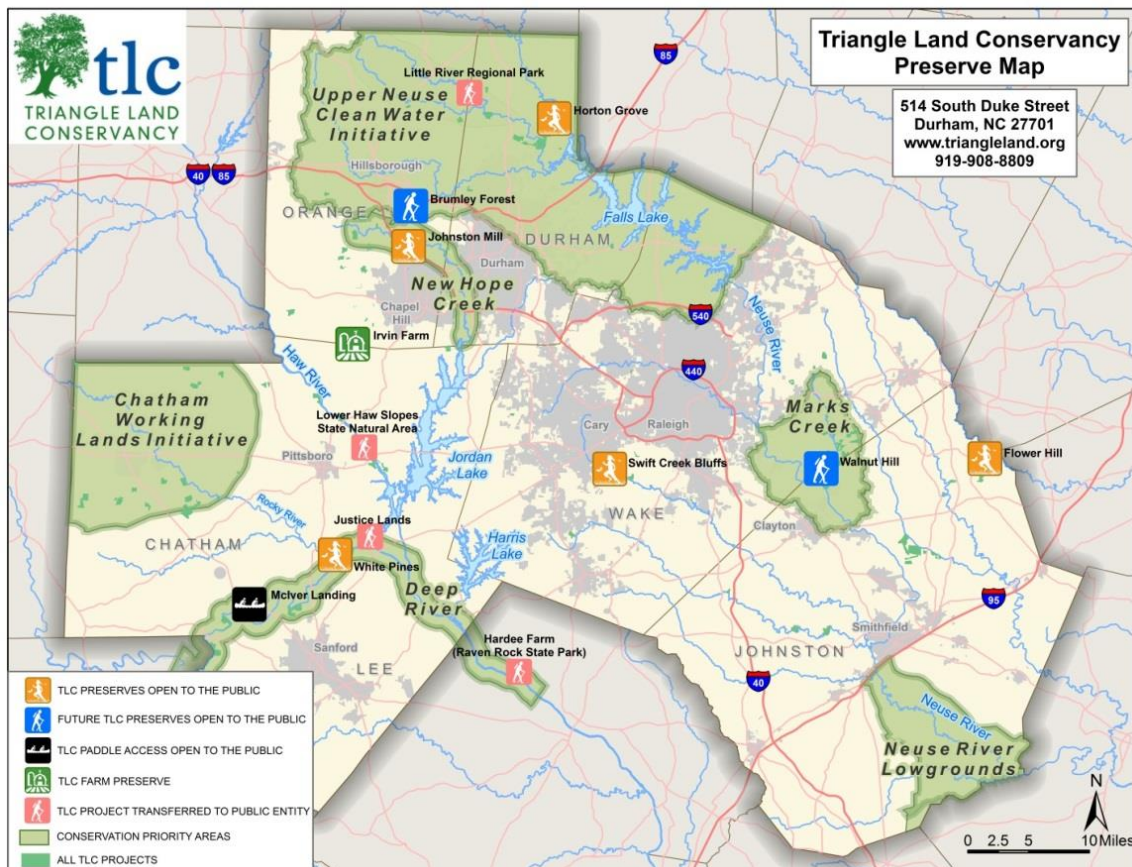 tlc
TRIANGLE LAND
CONSERVANCY
Triangle Land Conservancy
Preserve Map
514 South Duke Street
Durham, NC 27701
www.triangleland.org
919-908-8809
85
Little River Regional Park
Upper Neuse
Clean Water
Initiative
Horton Grove
Hillsborough
40
85
Brumley Forest
ORANGE
Falls Lake
Johnston Mill
DURHAM
Durham
New Hope
Creek
Chapel
Hill
540
Neuse River
Irvin Farm
Haw River
440
Chatham
Working
Lands Initiative
Lower Haw Slopes
State Natural Area
Marks
Creek
Cary
Raleigh
Pittsboro
Jordan
Lake
Swift Creek Bluffs
Walnut Hill
Flower Hill
Rocky River
Justice Lands
WAKE
Clayton
CHATHAM
Harris
Lake
White Pines
McIver Landing
Deep
River
95
Smithfield
Hardee Farm
(Raven Rock State Park)
Sanford
LEE
JOHNSTON
40
Neuse River
Neuse River
Lowgrounds
TLC PRESERVES OPEN TO THE PUBLIC
FUTURE TLC PRESERVES OPEN TO THE PUBLIC
TLC PADDLE ACCESS OPEN TO THE PUBLIC
TLC FARM PRESERVE
TLC PROJECT TRANSFERRED TO PUBLIC ENTITY
CONSERVATION PRIORITY AREAS
ALL TLC PROJECTS
N
0 2.5 5 10 Miles